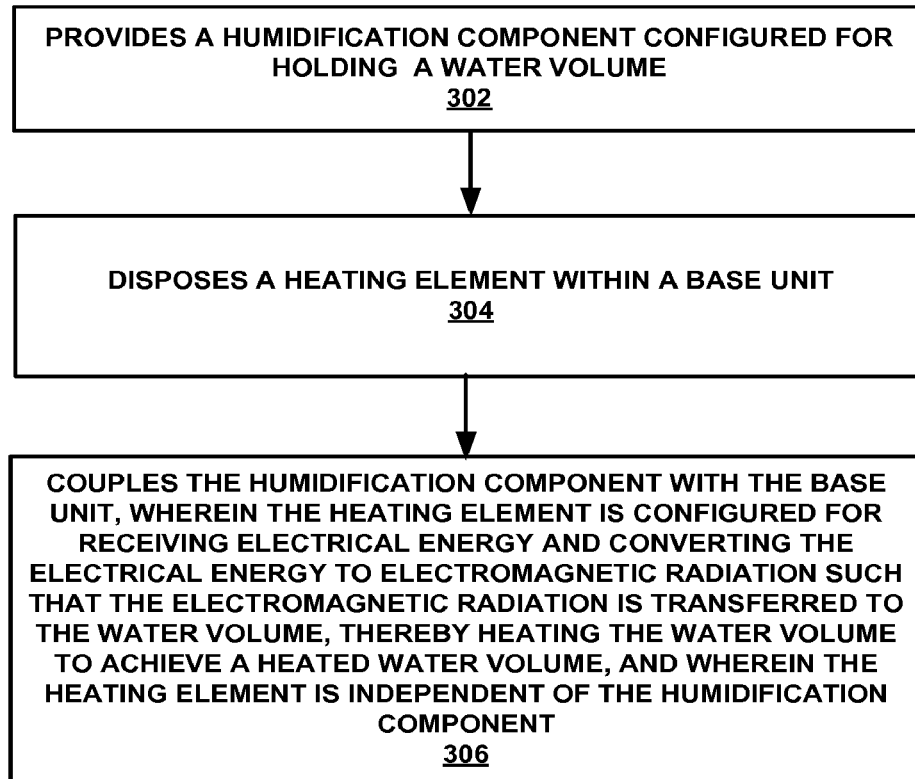 PROVIDES A HUMIDIFICATION COMPONENT CONFIGURED FOR
HOLDING A WATER VOLUME
302
DISPOSES A HEATING ELEMENT WITHIN A BASE UNIT
304
COUPLES THE HUMIDIFICATION COMPONENT WITH THE BASE
UNIT, WHEREIN THE HEATING ELEMENT IS CONFIGURED FOR
RECEIVING ELECTRICAL ENERGY AND CONVERTING THE
ELECTRICAL ENERGY TO ELECTROMAGNETIC RADIATION SUCH
THAT THE ELECTROMAGNETIC RADIATION IS TRANSFERRED TO
THE WATER VOLUME, THEREBY HEATING THE WATER VOLUME
TO ACHIEVE A HEATED WATER VOLUME, AND WHEREIN THE
HEATING ELEMENT IS INDEPENDENT OF THE HUMIDIFICATION
COMPONENT
306